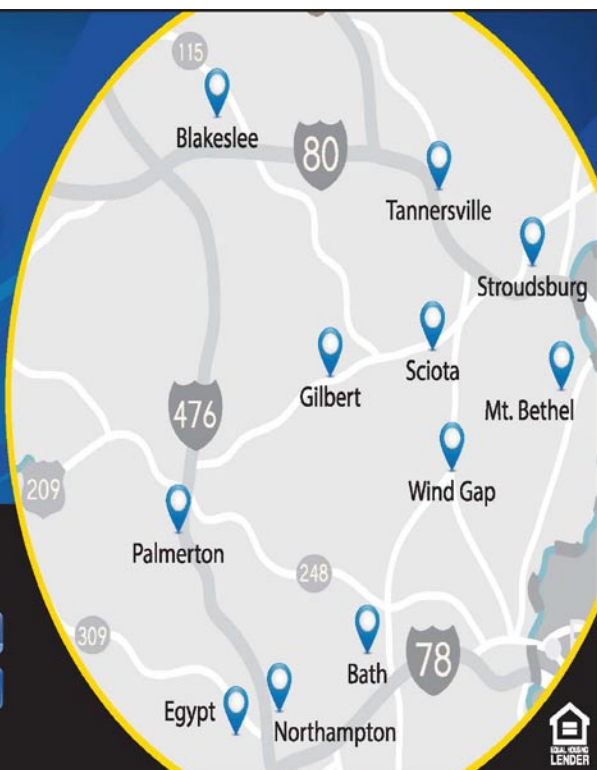 115
Blakeslee
80
Tannersville
Stroudsburg
Sciota
Gilbert
Mt. Bethel
476
Wind Gap
209
Palmerton
248
309
Bath
78
Egypt
Northampton
EQUAL HOUSING
LENDER